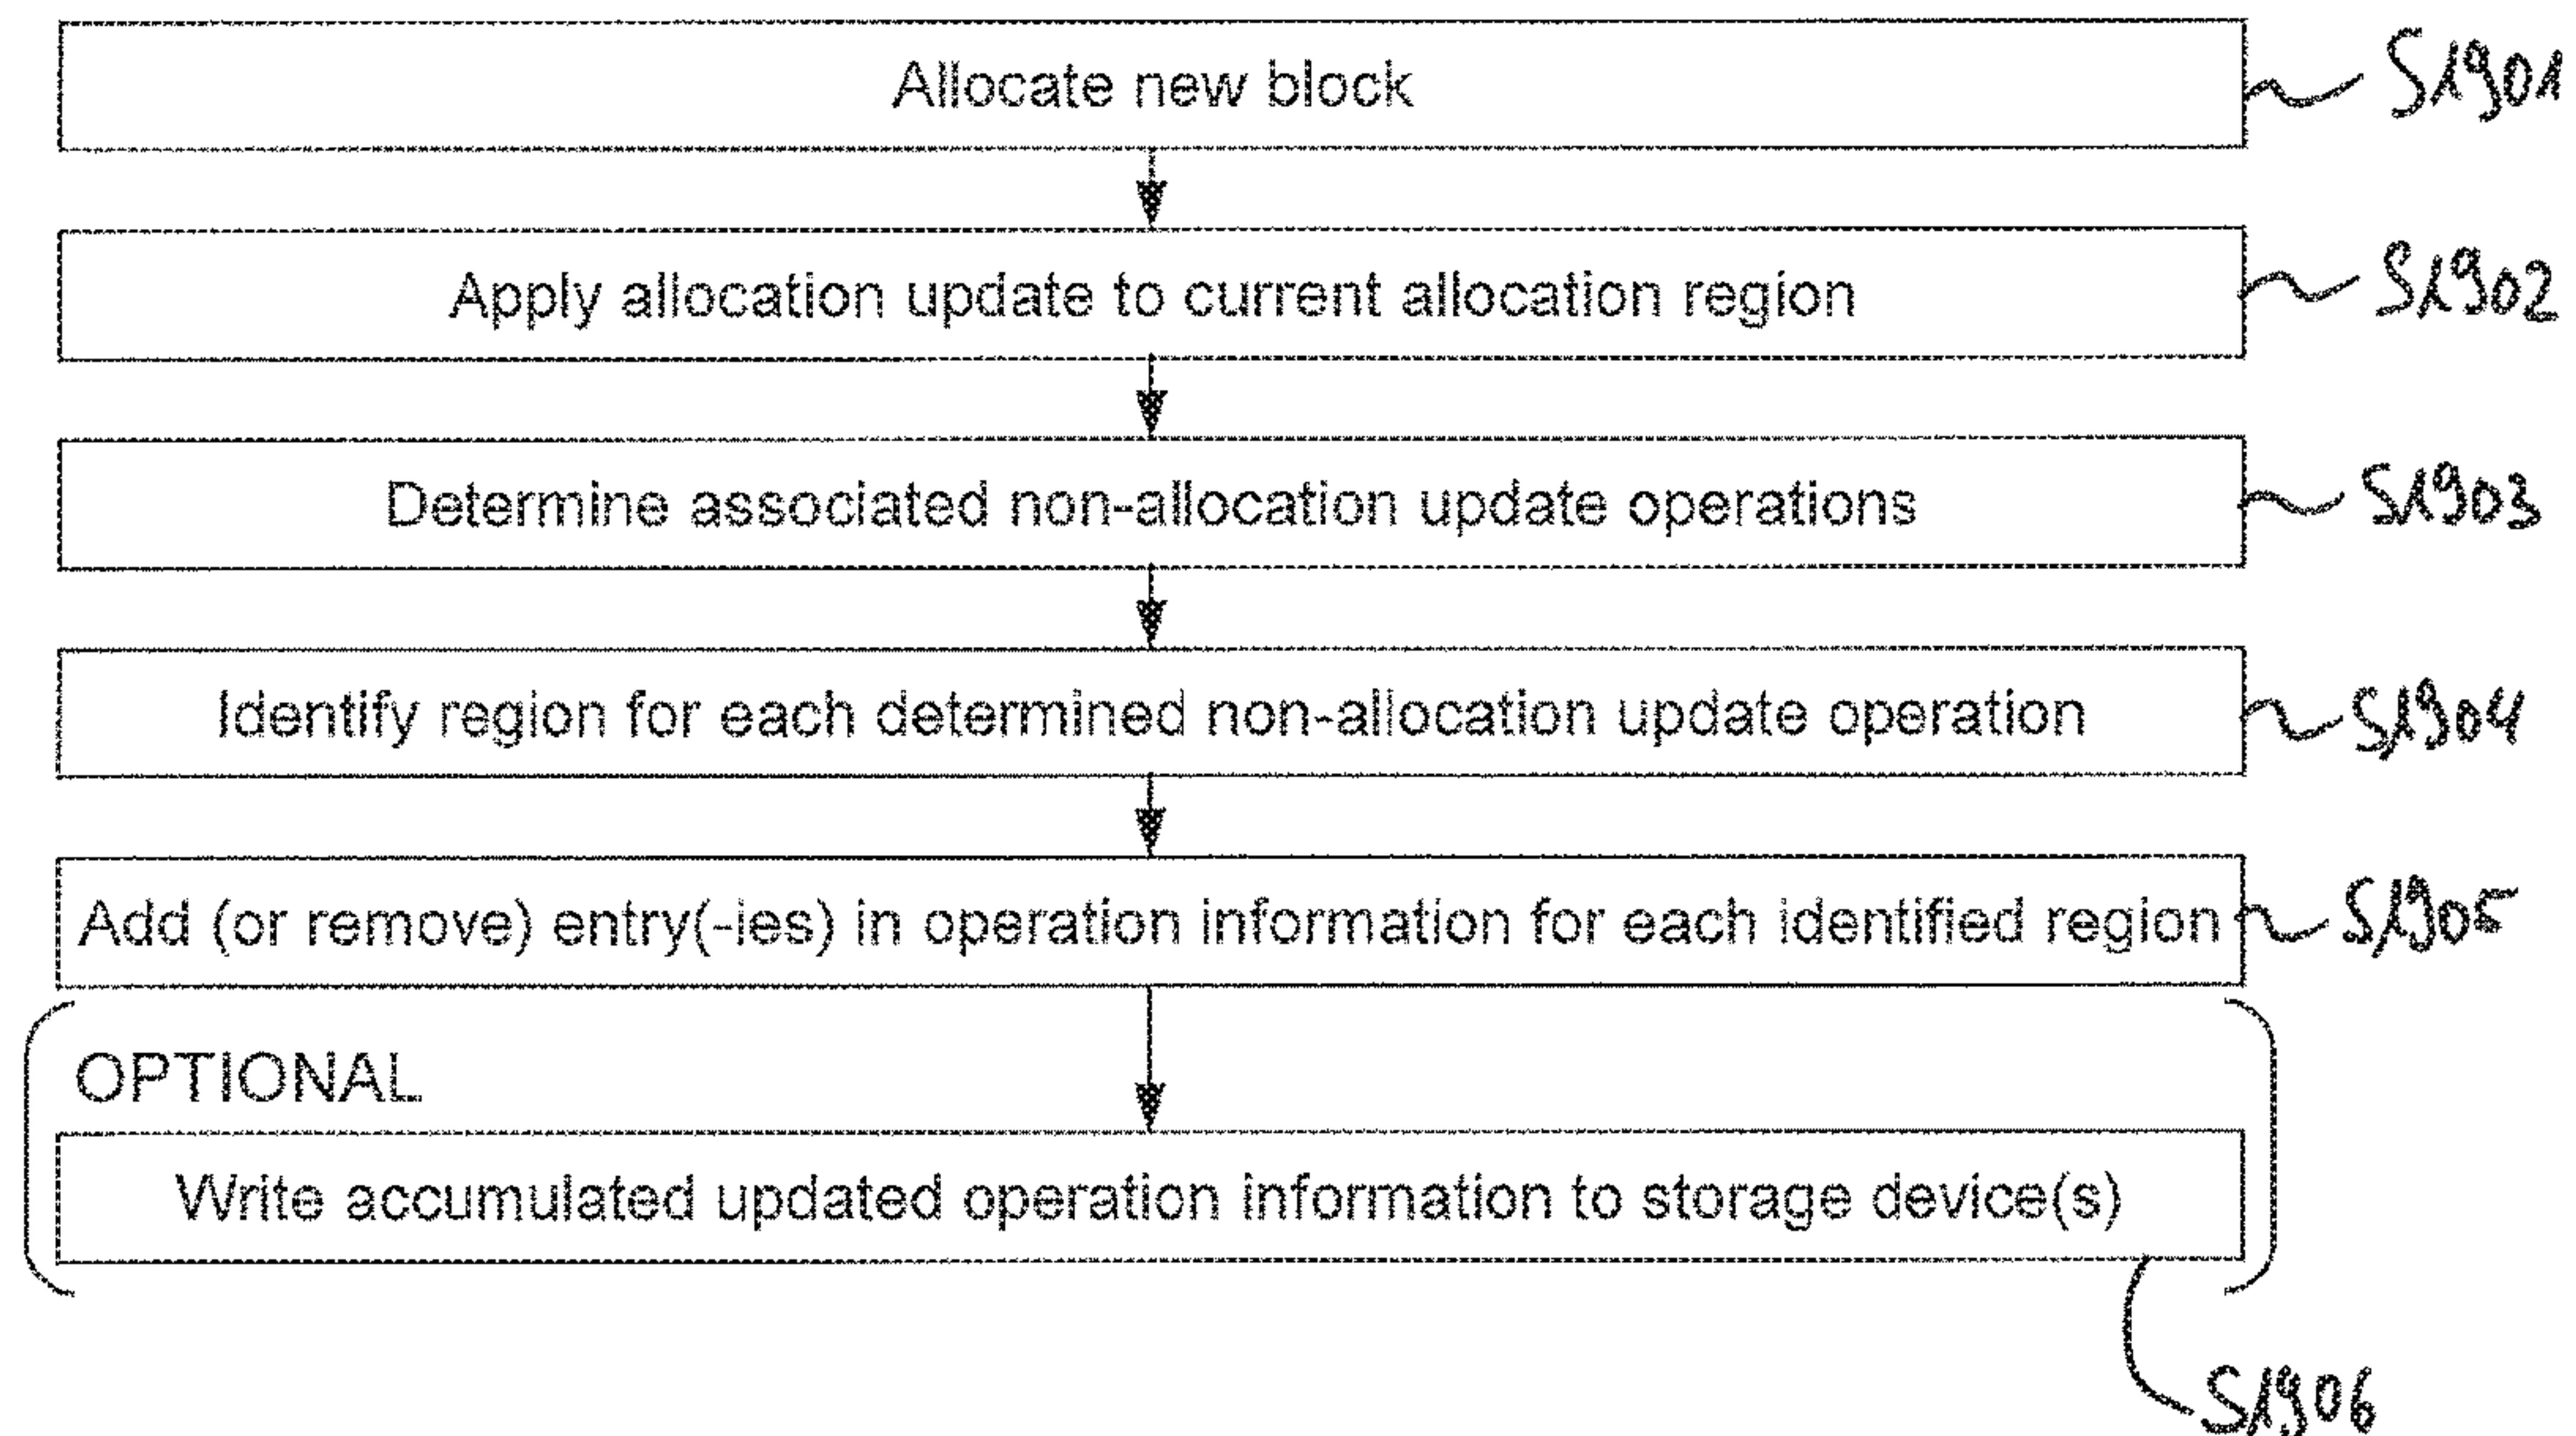 Allocate new block
S1901
Apply allocation update to current allocation region
S1902
Determine associated non-allocation update operations
S1903
Identify region for each determined non-allocation update operation
S1904
Add (or remove) entry(-ies) in operation information for each identified region
S1905
OPTIONAL
Write accumulated updated operation information to storage device(s)
S1906